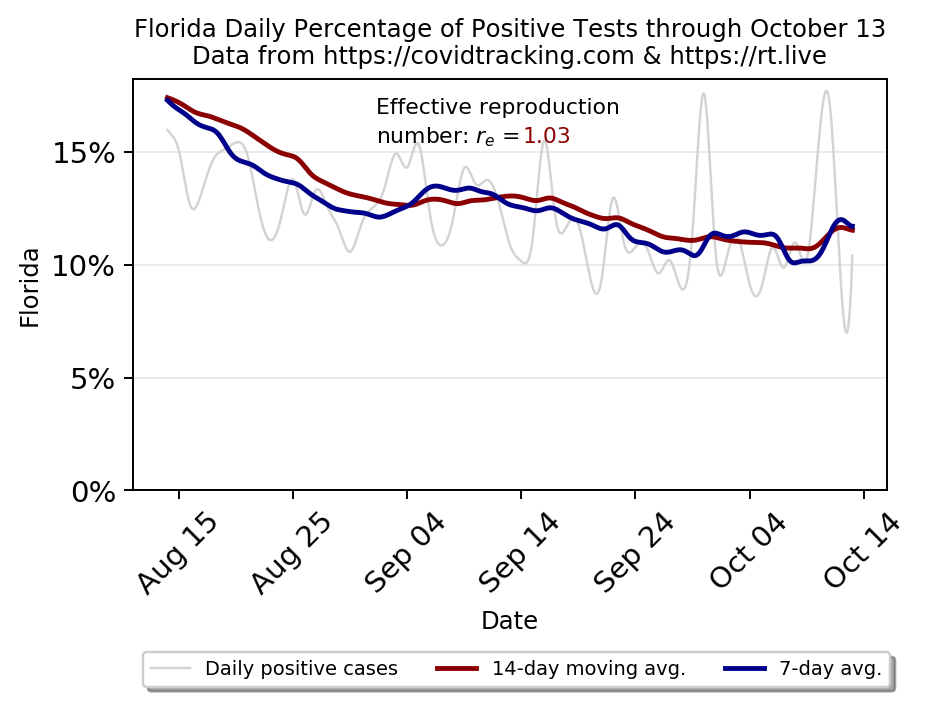 Florida Daily Percentage of Positive Tests through October 13
Data from https://covidtracking.com & https://rt.live
Effective reproduction
number: rₑ =1.03
15%
10%
5%
0%
Florida
Aug 15
Aug 25
Sep 04
Sep 14
Sep 24
Oct 04
Oct 14
Date
Daily positive cases
14-day moving avg.
7-day avg.